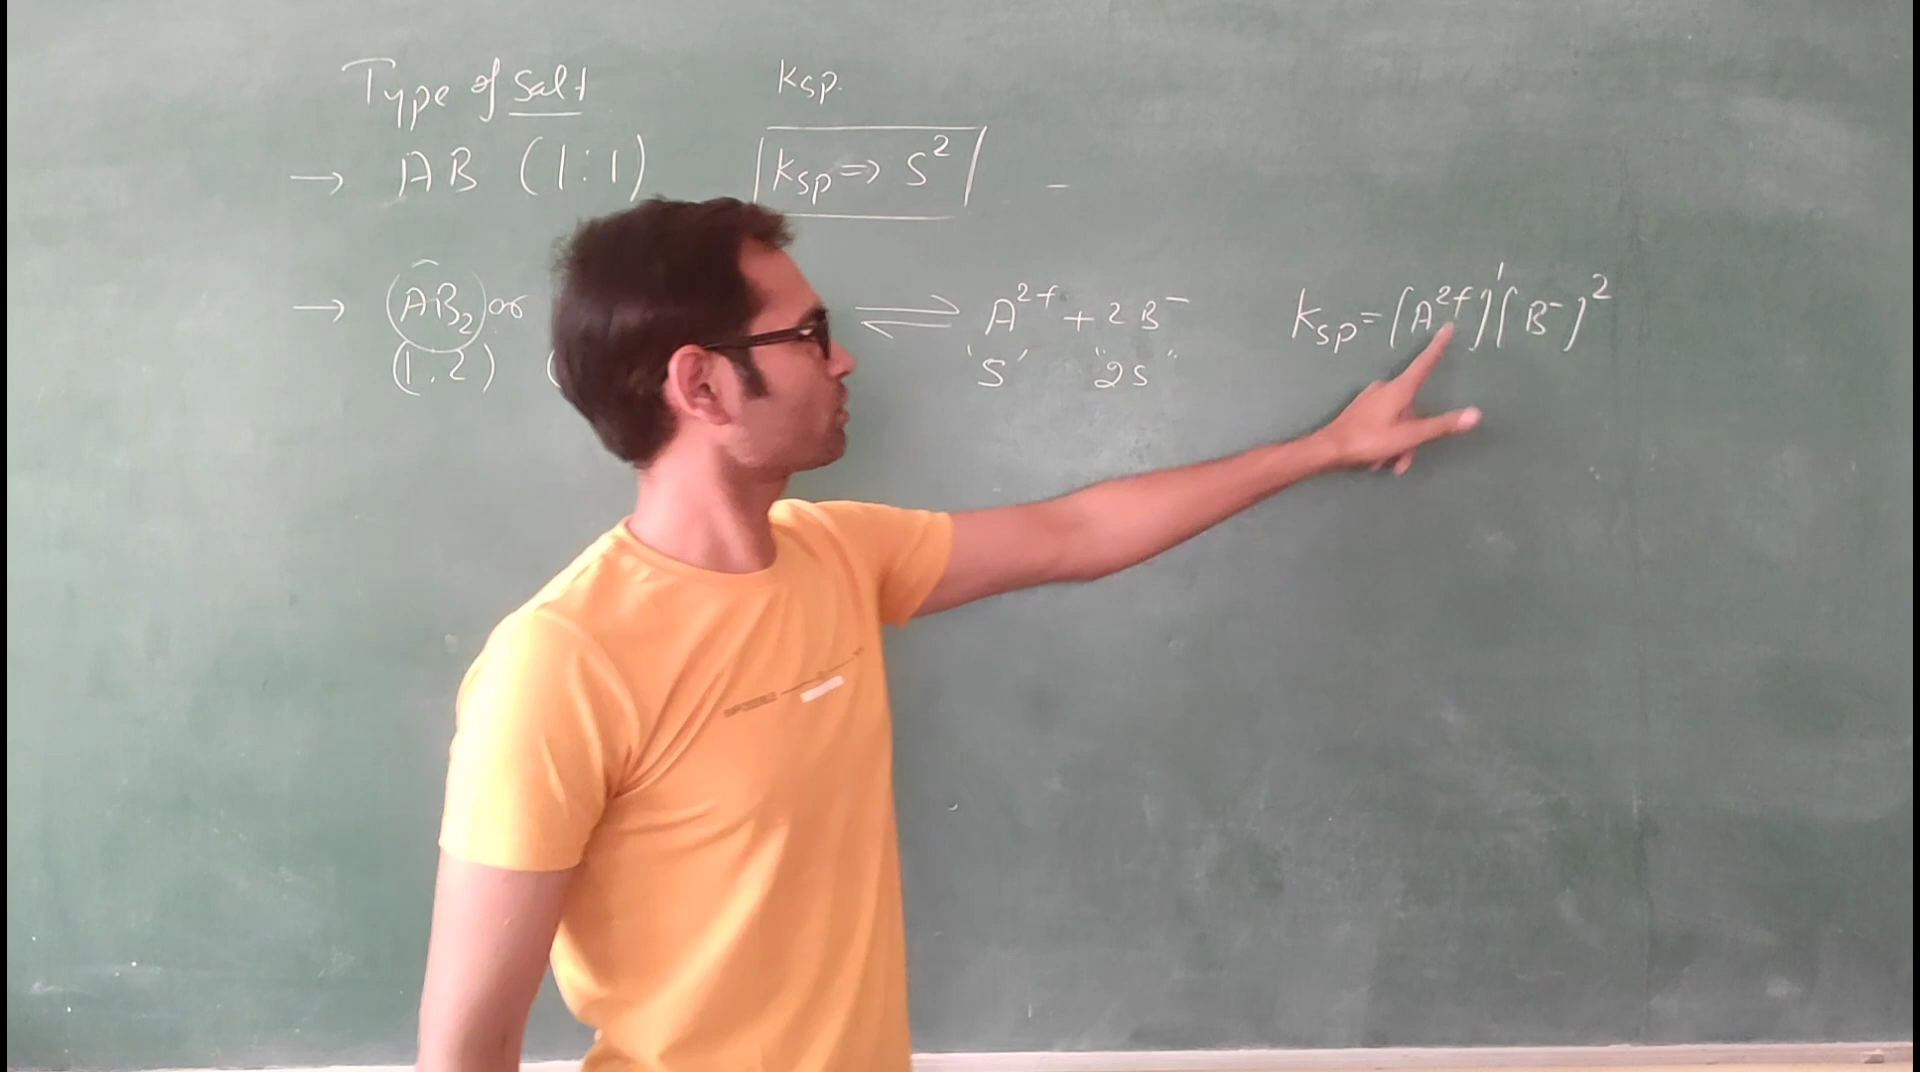 Type of Salt Ksp.
→ AB (1:1) Ksp ⇒ S² –
→ AB₂ or ⇌ A²⁺ + 2B⁻ Ksp = [A²⁺]¹[B⁻]²
(1:2) ( 'S' "2S"